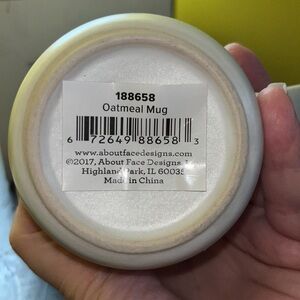 188658
Oatmeal Mug
6 72649 88658 3
www.aboutfacedesigns.com
©2017, About Face Designs,
Highland Park, IL 60035
Made in China